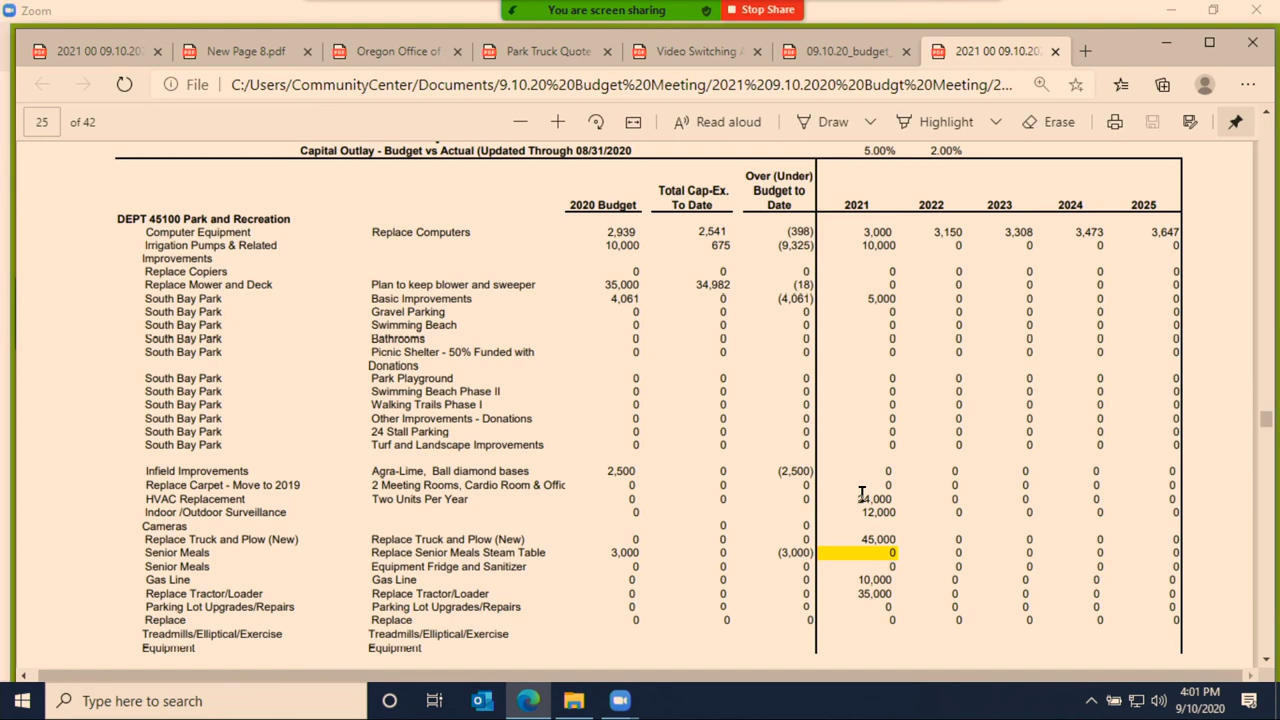 Zoom
You are screen sharing Stop Share
2021 00 09.10.20 New Page 8.pdf Oregon Office of Park Truck Quote Video Switching 09.10.20_budget_ 2021 00 09.10.20
File C:/Users/CommunityCenter/Documents/9.10.20%20Budget%20Meeting/2021%209.10.2020%20Budgt%20Meeting/2...
25 of 42 Read aloud Draw Highlight Erase
Capital Outlay - Budget vs Actual (Updated Through 08/31/2020 5.00% 2.00%
Over (Under)
Total Cap-Ex. Budget to
2020 Budget To Date Date 2021 2022 2023 2024 2025
DEPT 45100 Park and Recreation
Computer Equipment Replace Computers 2,939 2,541 (398) 3,000 3,150 3,308 3,473 3,647
Irrigation Pumps & Related 10,000 675 (9,325) 10,000 0 0 0 0
Improvements
Replace Copiers 0 0 0 0 0 0 0 0
Replace Mower and Deck Plan to keep blower and sweeper 35,000 34,982 (18) 0 0 0 0 0
South Bay Park Basic Improvements 4,061 0 (4,061) 5,000 0 0 0 0
South Bay Park Gravel Parking 0 0 0 0 0 0 0 0
South Bay Park Swimming Beach 0 0 0 0 0 0 0 0
South Bay Park Bathrooms 0 0 0 0 0 0 0 0
South Bay Park Picnic Shelter - 50% Funded with 0 0 0 0 0 0 0 0
Donations
South Bay Park Park Playground 0 0 0 0 0 0 0 0
South Bay Park Swimming Beach Phase II 0 0 0 0 0 0 0 0
South Bay Park Walking Trails Phase I 0 0 0 0 0 0 0 0
South Bay Park Other Improvements - Donations 0 0 0 0 0 0 0 0
South Bay Park 24 Stall Parking 0 0 0 0 0 0 0 0
South Bay Park Turf and Landscape Improvements 0 0 0 0 0 0 0 0
Infield Improvements Agra-Lime, Ball diamond bases 2,500 0 (2,500) 0 0 0 0 0
Replace Carpet - Move to 2019 2 Meeting Rooms, Cardio Room & Offic 0 0 0 0 0 0 0 0
HVAC Replacement Two Units Per Year 0 0 0 0 0 0 0
Indoor /Outdoor Surveillance 0 12,000 0 0 0 0
Cameras 0 0
Replace Truck and Plow (New) Replace Truck and Plow (New) 0 0 0 45,000 0 0 0 0
Senior Meals Replace Senior Meals Steam Table 3,000 0 (3,000) 0 0 0 0 0
Senior Meals Equipment Fridge and Sanitizer 0 0 0 0 0 0 0 0
Gas Line Gas Line 0 0 0 10,000 0 0 0 0
Replace Tractor/Loader Replace Tractor/Loader 0 0 0 35,000 0 0 0 0
Parking Lot Upgrades/Repairs Parking Lot Upgrades/Repairs 0 0 0 0 0 0 0 0
Replace Replace 0 0 0 0 0 0 0 0
Treadmills/Elliptical/Exercise Treadmills/Elliptical/Exercise
Equipment Equipment
Type here to search 4:01 PM
9/10/2020